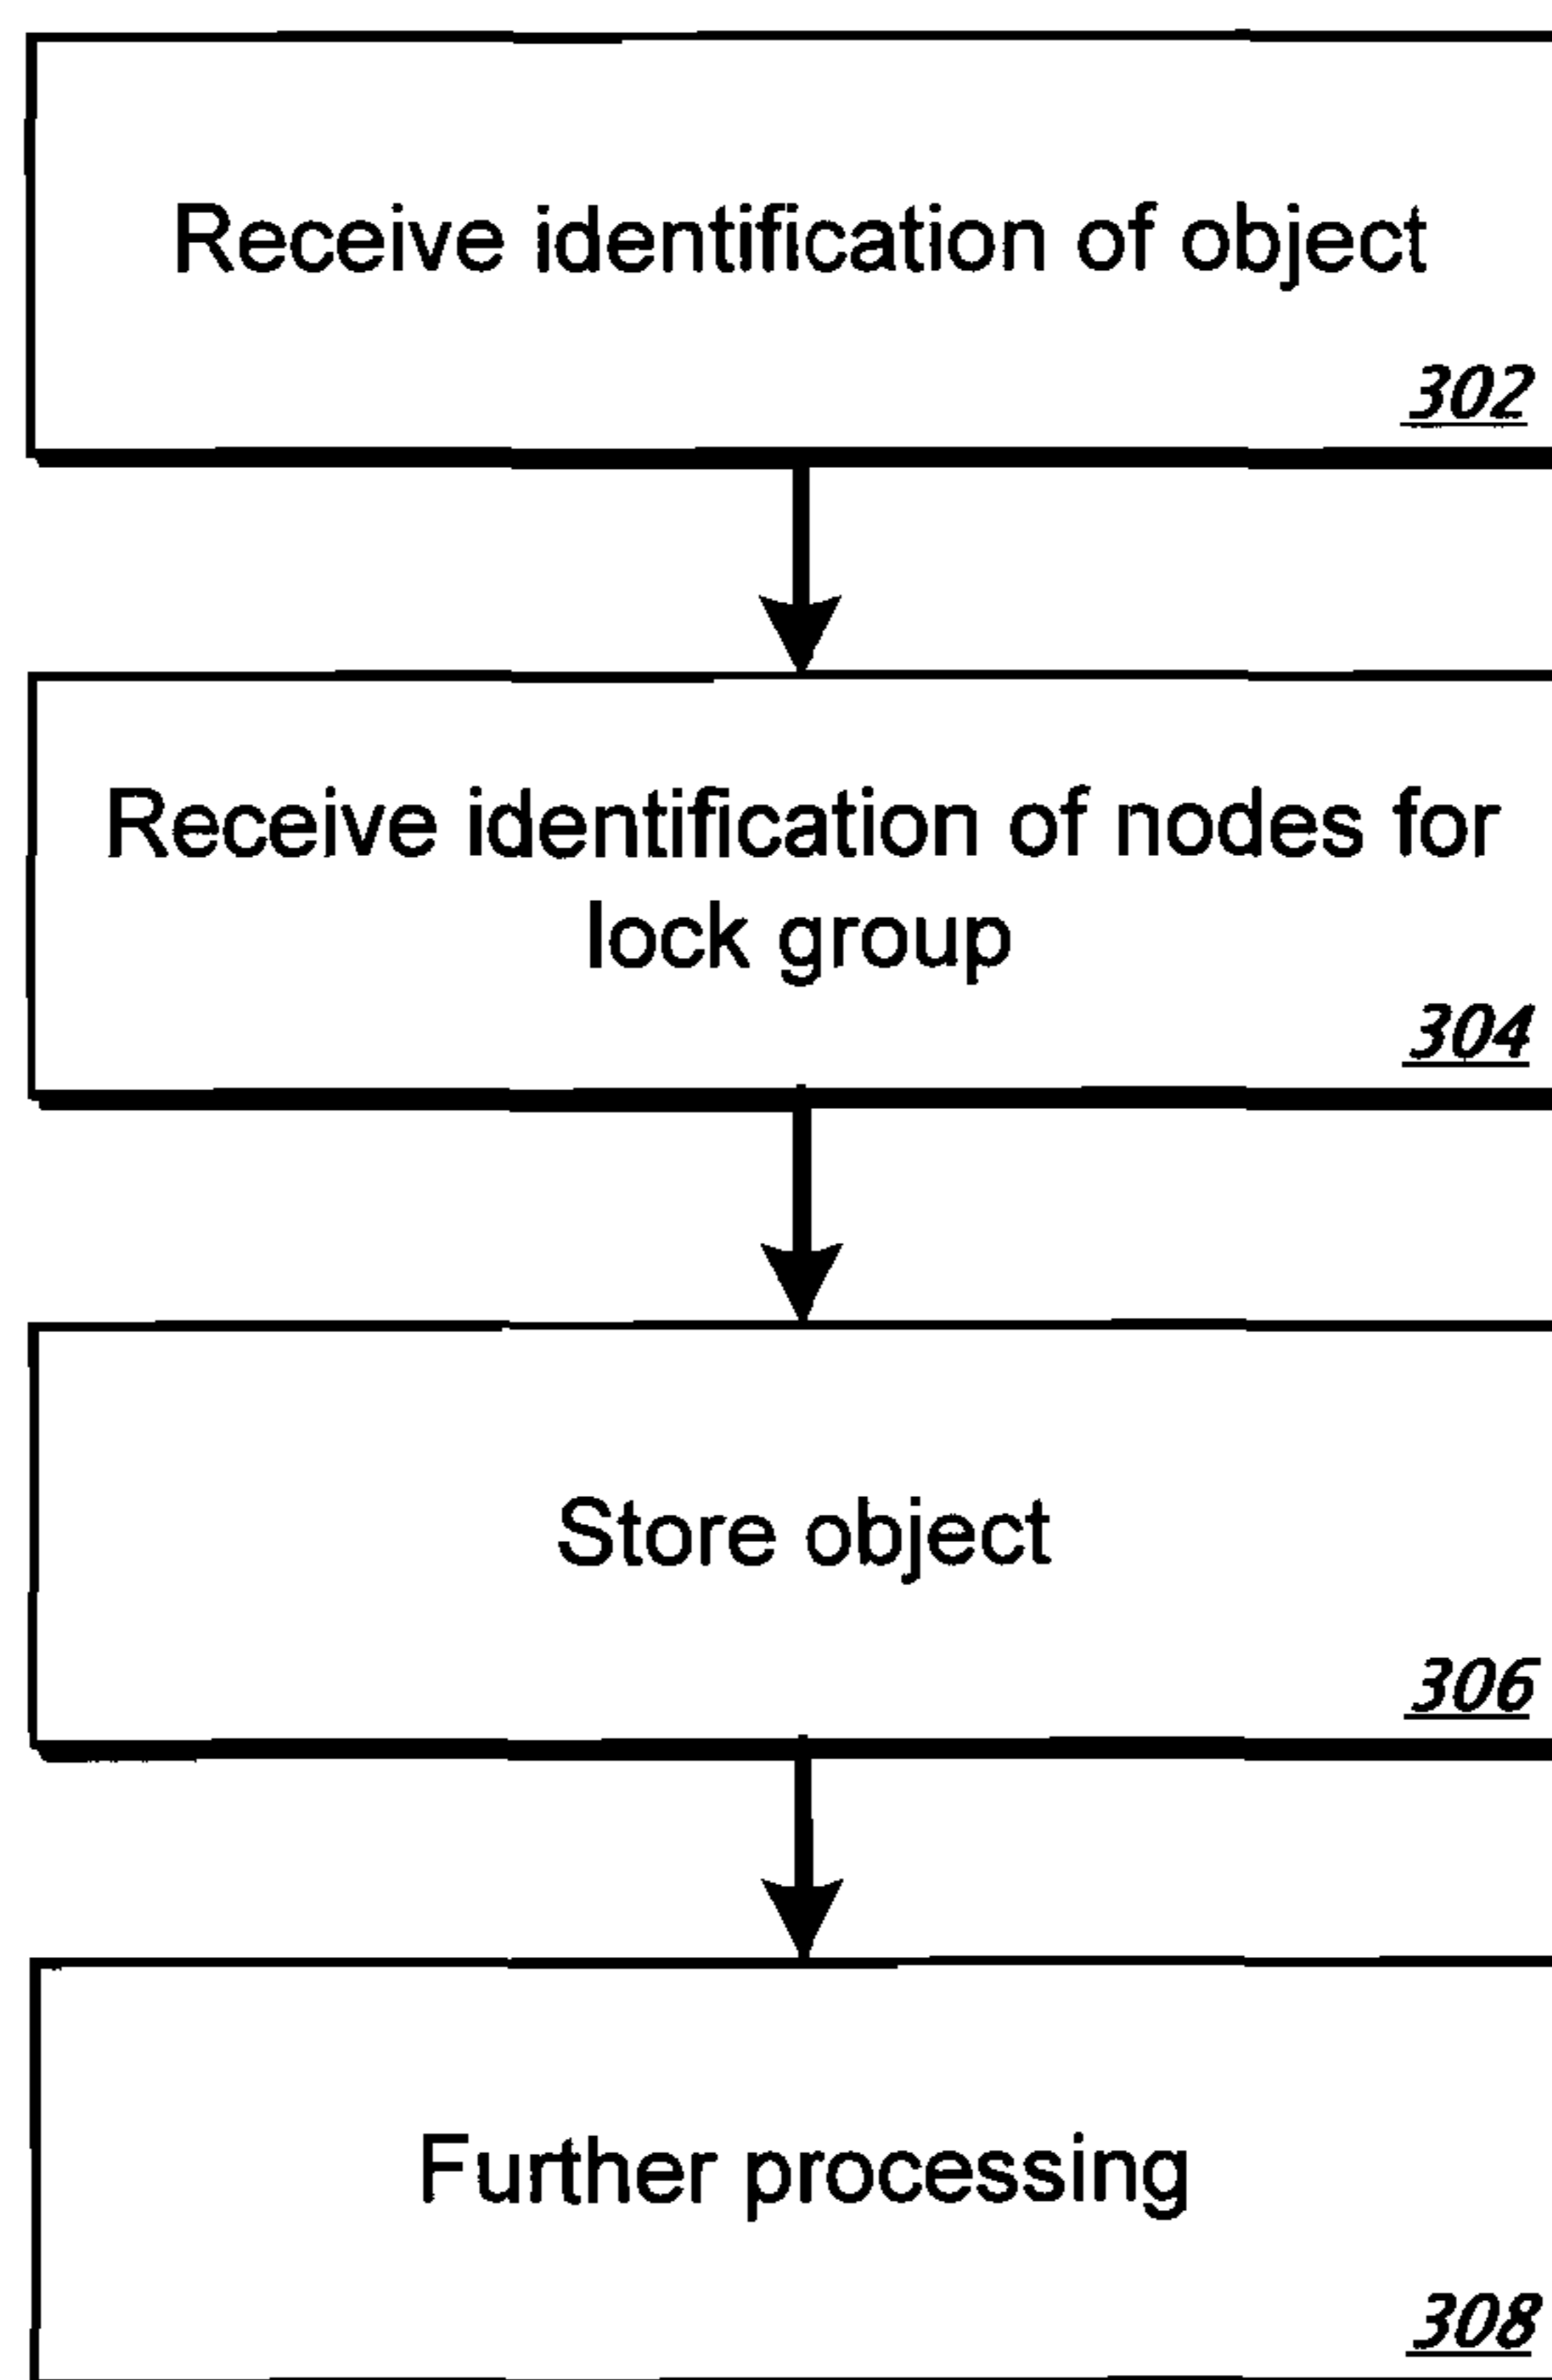 Receive identification of object
302
Receive identification of nodes for
lock group
304
Store object
306
Further processing
308